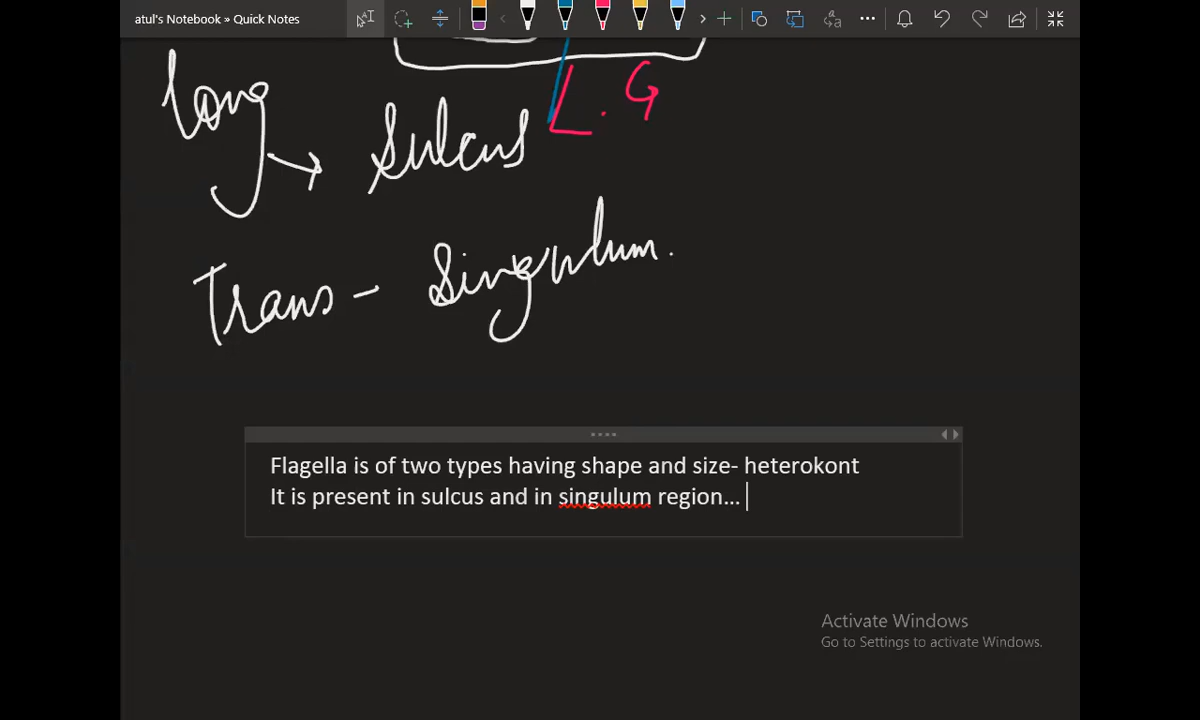 atul's Notebook » Quick Notes
L.G
Long → Sulcus
Trans - Singulum.
Flagella is of two types having shape and size- heterokont
It is present in sulcus and in singulum region...
Activate Windows
Go to Settings to activate Windows.